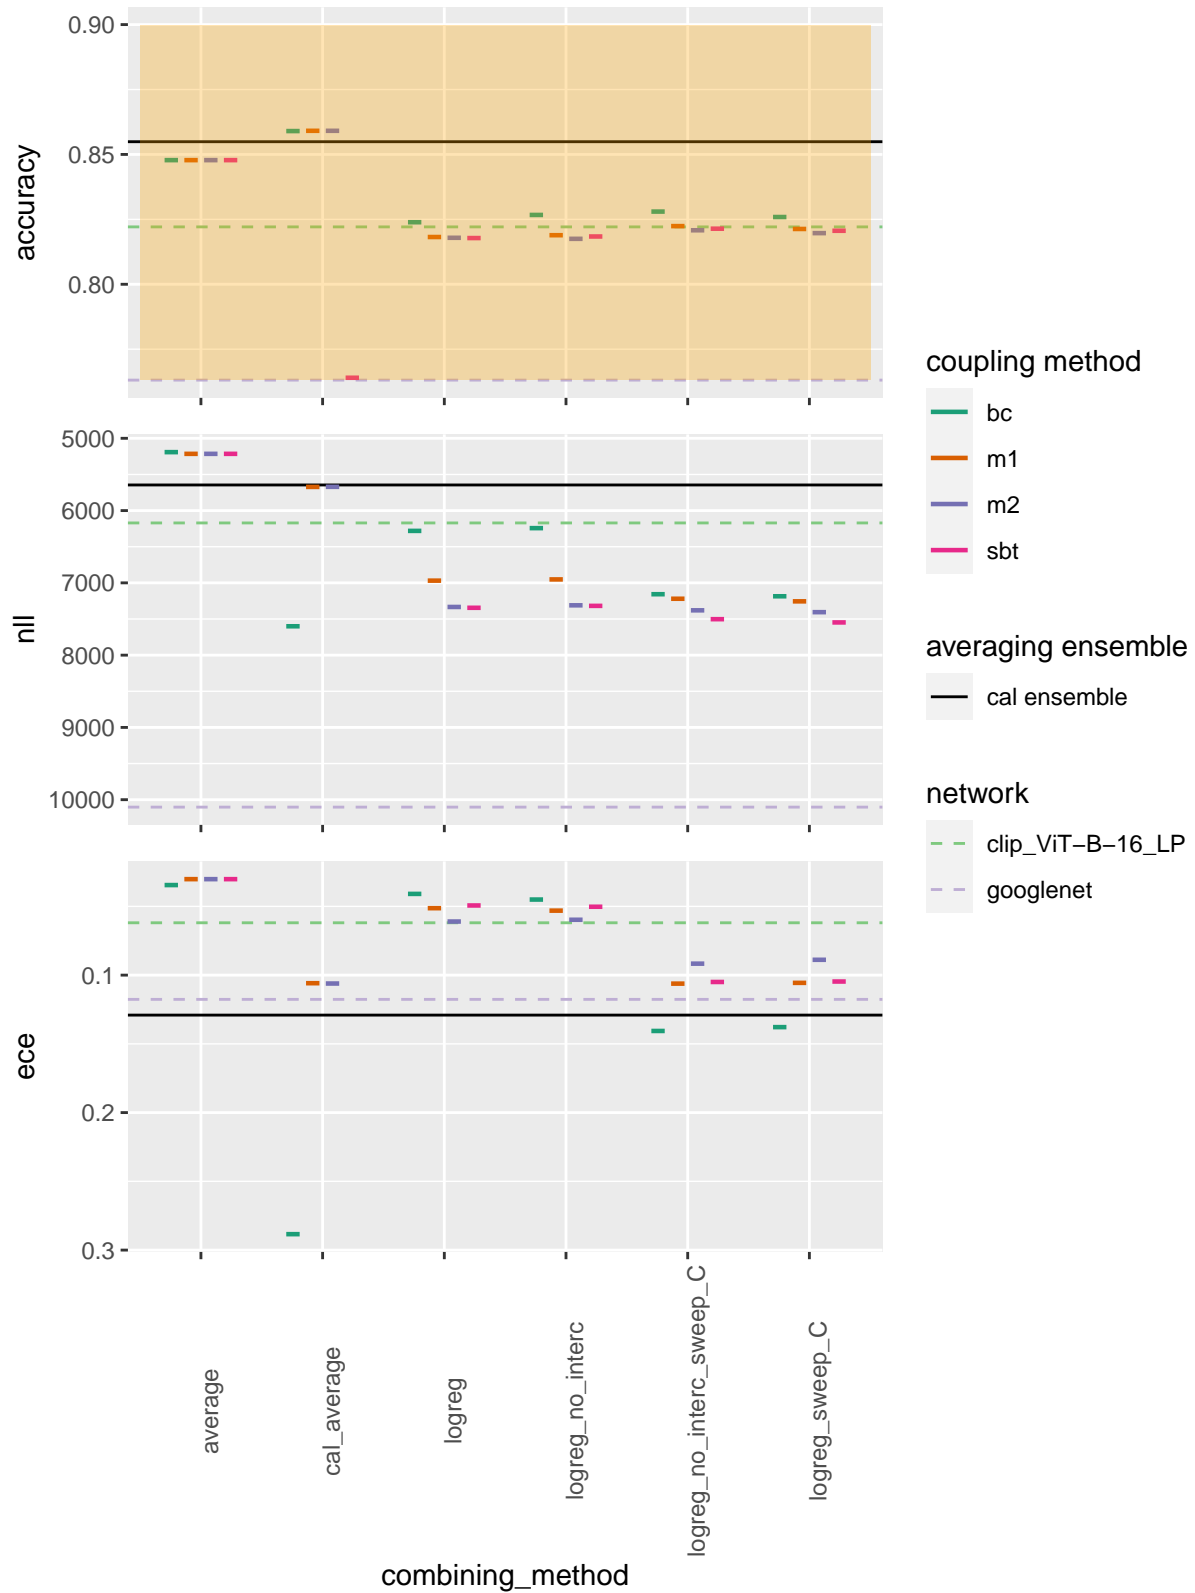 accuracy
0.90
0.85
0.80
nll
5000
6000
7000
8000
9000
10000
ece
0.1
0.2
0.3
average
cal_average
logreg
logreg_no_interc
logreg_no_interc_sweep_C
logreg_sweep_C
combining_method
coupling method
bc
m1
m2
sbt
averaging ensemble
cal ensemble
network
clip_ViT−B−16_LP
googlenet